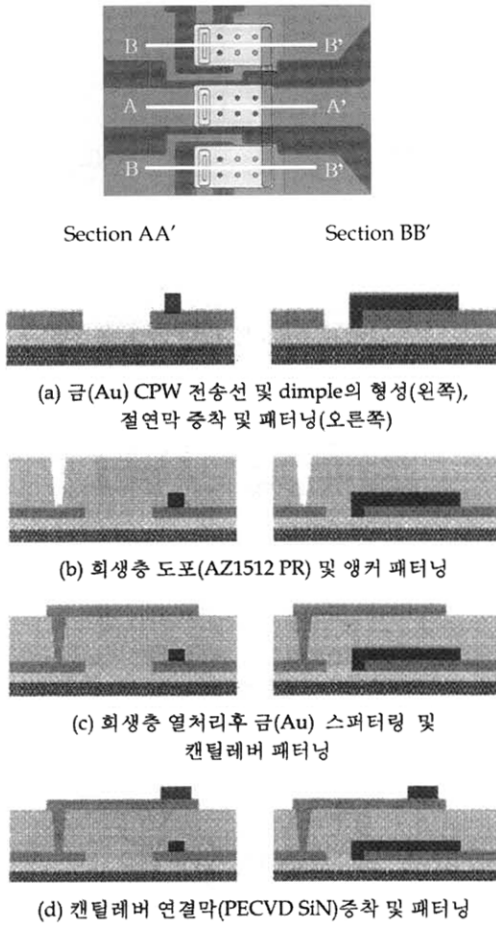 B B'
A A'
B B'
Section AA' Section BB'
(a) 금(Au) CPW 전송선 및 dimple의 형성(왼쪽),
절연막 증착 및 패터닝(오른쪽)
(b) 희생층 도포(AZ1512 PR) 및 앵커 패터닝
(c) 희생층 열처리후 금(Au) 스퍼터링 및
캔틸레버 패터닝
(d) 캔틸레버 연결막(PECVD SiN)증착 및 패터닝